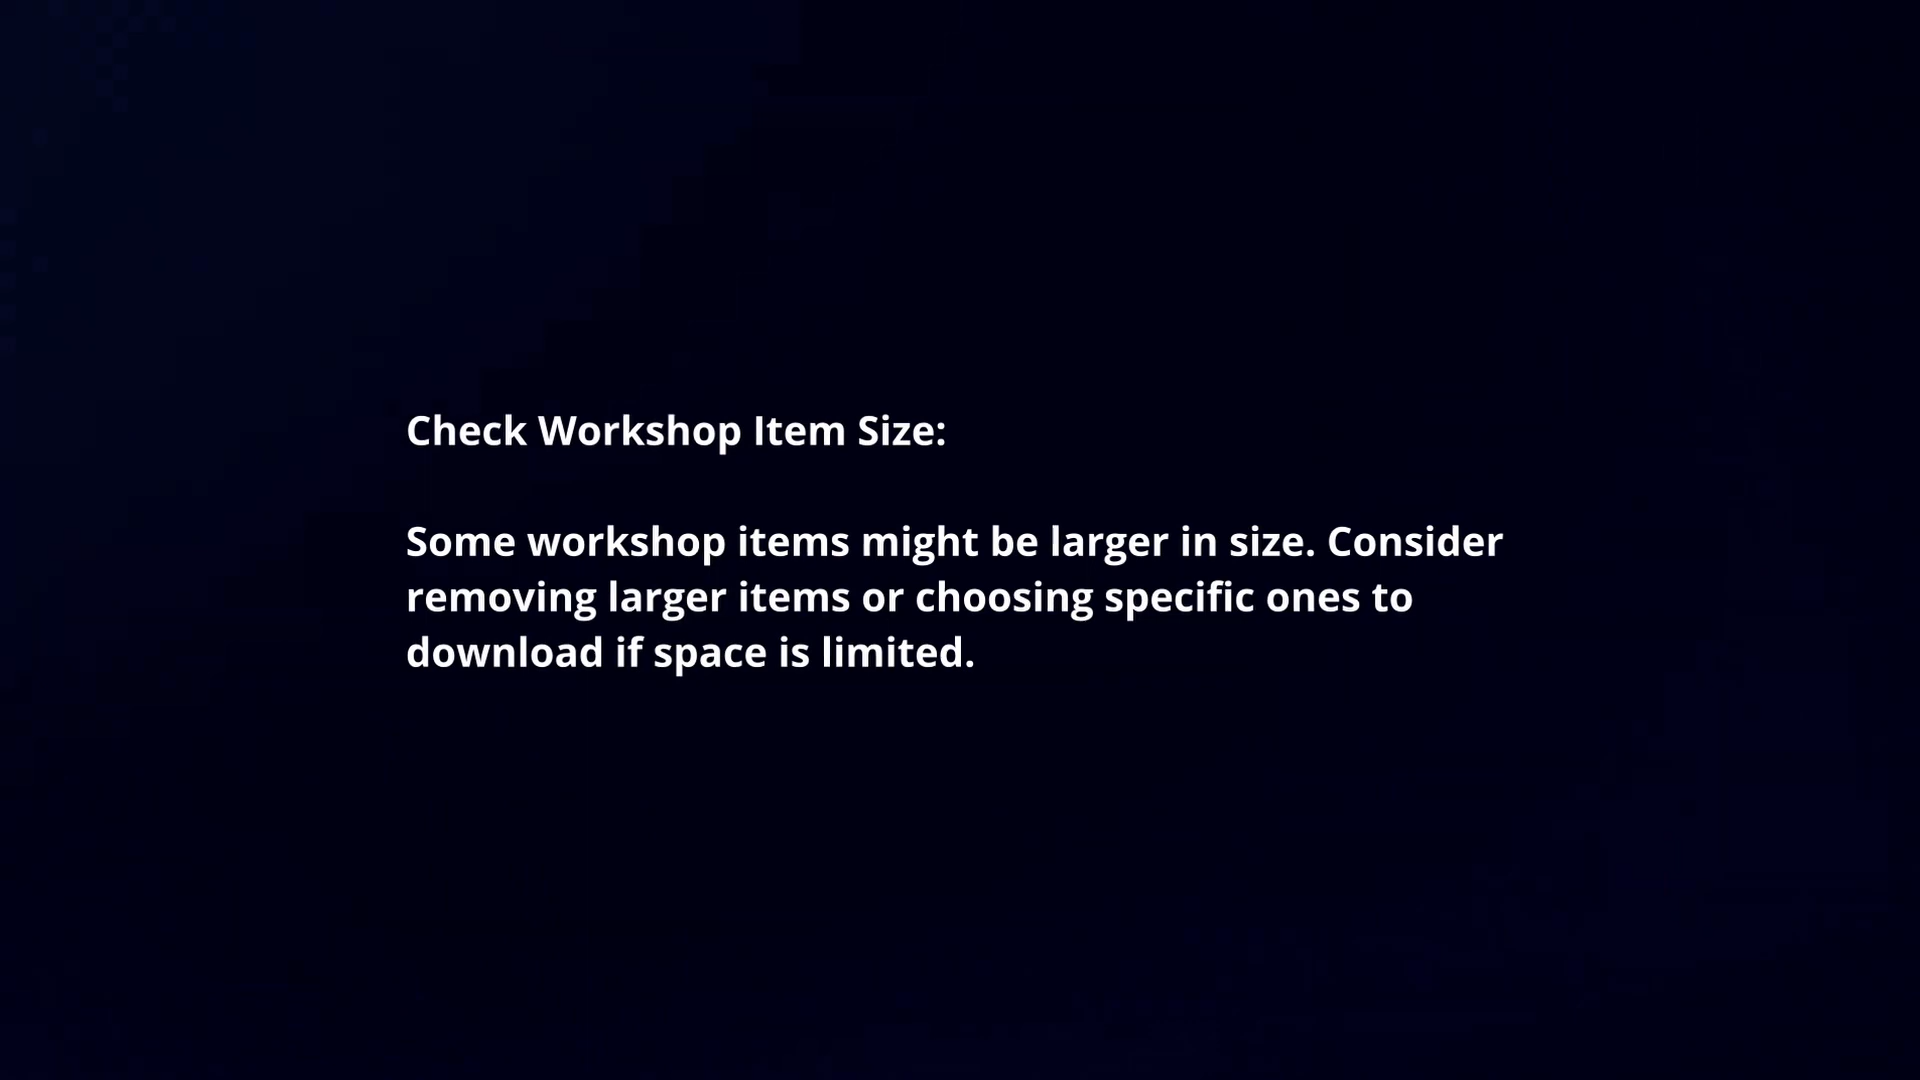 Check Workshop Item Size:
Some workshop items might be larger in size. Consider
removing larger items or choosing specific ones to
download if space is limited.